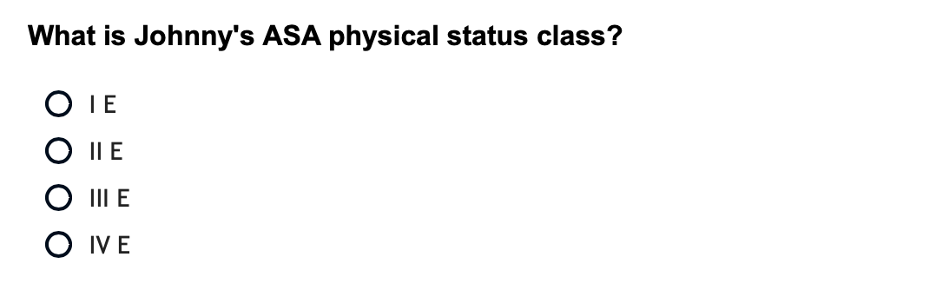 What is Johnny's ASA physical status class?
I E
II E
III E
IV E